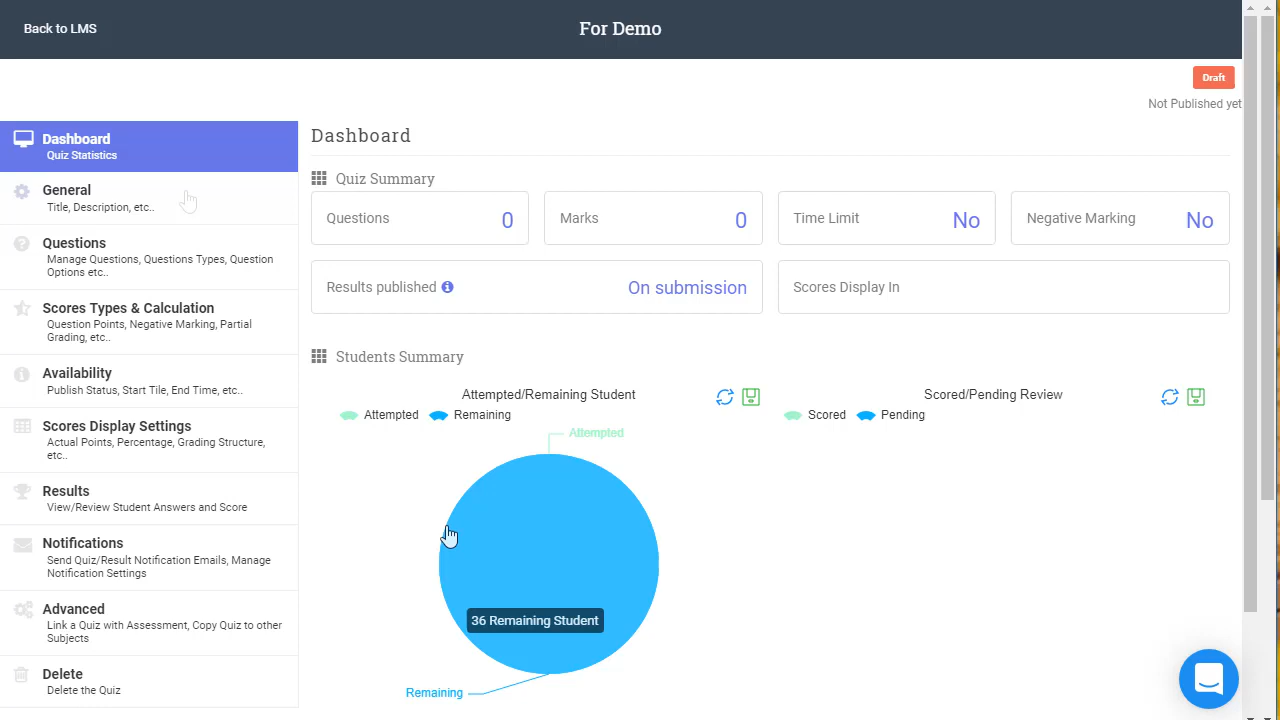 Back to LMS
For Demo
Draft
Not Published yet
Dashboard
Quiz Statistics
General
Title, Description, etc..
Questions
Manage Questions, Questions Types, Question
Options etc..
Scores Types & Calculation
Question Points, Negative Marking, Partial
Grading, etc..
Availability
Publish Status, Start Tile, End Time, etc..
Scores Display Settings
Actual Points, Percentage, Grading Structure,
etc..
Results
View/Review Student Answers and Score
Notifications
Send Quiz/Result Notification Emails, Manage
Notification Settings
Advanced
Link a Quiz with Assessment, Copy Quiz to other
Subjects
Delete
Delete the Quiz
Dashboard
Quiz Summary
Questions 0
Marks 0
Time Limit No
Negative Marking No
Results published On submission
Scores Display In
Students Summary
Attempted/Remaining Student
Attempted Remaining
Attempted
36 Remaining Student
Remaining
Scored/Pending Review
Scored Pending